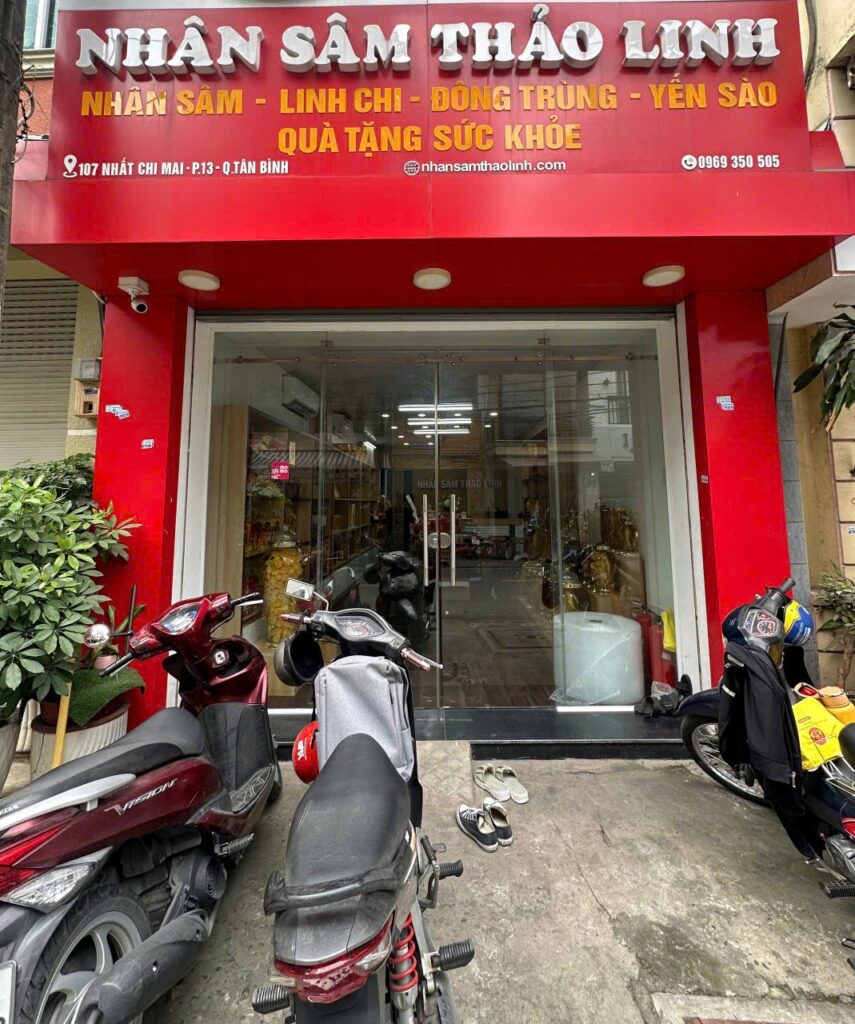 NHÂN SÂM THẢO LINH
NHÂN SÂM - LINH CHI - ĐÔNG TRÙNG - YẾN SÀO
QUÀ TẶNG SỨC KHỎE
107 NHẤT CHI MAI - P.13 - Q.TÂN BÌNH
nhansamthaolinh.com
0969 350 505
NHÂN SÂM THẢO LINH
VISION